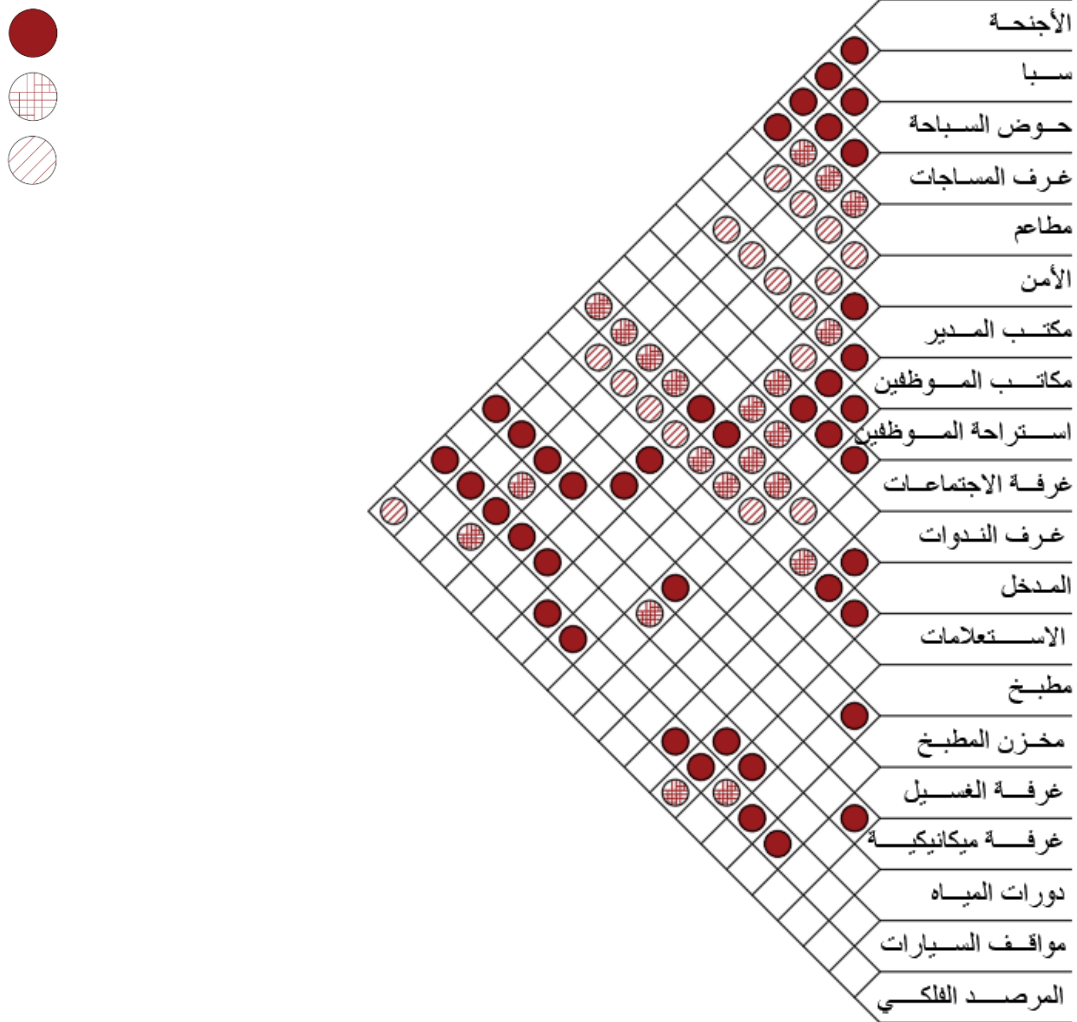 الأجنحة
سبا
حوض السباحة
غرف المساجات
مطاعم
الأمن
مكتب المدير
مكاتب الموظفين
استراحة الموظفين
غرفة الاجتماعات
غرف الندوات
المدخل
الاستعلامات
مطبخ
مخزن المطبخ
غرفة الغسيل
غرفة ميكانيكية
دورات المياه
مواقف السيارات
المرصد الفلكي